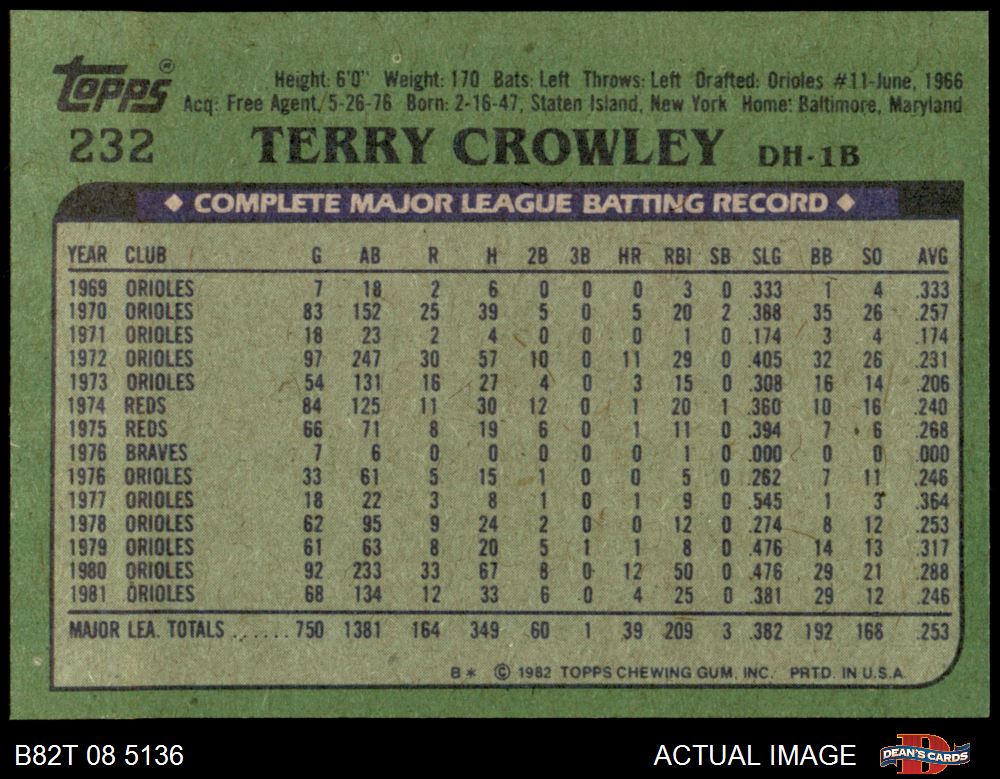 Topps®
Height: 6'0" Weight: 170 Bats: Left Throws: Left Drafted: Orioles #11-June, 1966
Acq: Free Agent/5-26-76 Born: 2-16-47, Staten Island, New York Home: Baltimore, Maryland
232 TERRY CROWLEY DH-1B
◆ COMPLETE MAJOR LEAGUE BATTING RECORD ◆
YEAR CLUB G AB R H 2B 3B HR RBI SB SLG BB SO AVG
1969 ORIOLES 7 18 2 6 0 0 0 3 0 .333 1 4 .333
1970 ORIOLES 83 152 25 39 5 0 5 20 2 .388 35 26 .257
1971 ORIOLES 18 23 2 4 0 0 0 1 0 .174 3 4 .174
1972 ORIOLES 97 247 30 57 10 0 11 29 0 .405 32 26 .231
1973 ORIOLES 54 131 16 27 4 0 3 15 0 .308 16 14 .206
1974 REDS 84 125 11 30 12 0 1 20 1 .360 10 16 .240
1975 REDS 66 71 8 19 6 0 1 11 0 .394 7 6 .268
1976 BRAVES 7 6 0 0 0 0 0 1 0 .000 0 0 .000
1976 ORIOLES 33 61 5 15 1 0 0 5 0 .262 7 11 .246
1977 ORIOLES 18 22 3 8 1 0 1 9 0 .545 1 3 .364
1978 ORIOLES 62 95 9 24 2 0 0 12 0 .274 8 12 .253
1979 ORIOLES 61 63 8 20 5 1 1 8 0 .476 14 13 .317
1980 ORIOLES 92 233 33 67 8 0 12 50 0 .476 29 21 .288
1981 ORIOLES 68 134 12 33 6 0 4 25 0 .381 29 12 .246
MAJOR LEA. TOTALS ......750 1381 164 349 60 1 39 209 3 .382 192 168 .253
B* © 1982 TOPPS CHEWING GUM, INC. PRTD. IN U.S.A.
B82T 08 5136 ACTUAL IMAGE DEAN'S CARDS